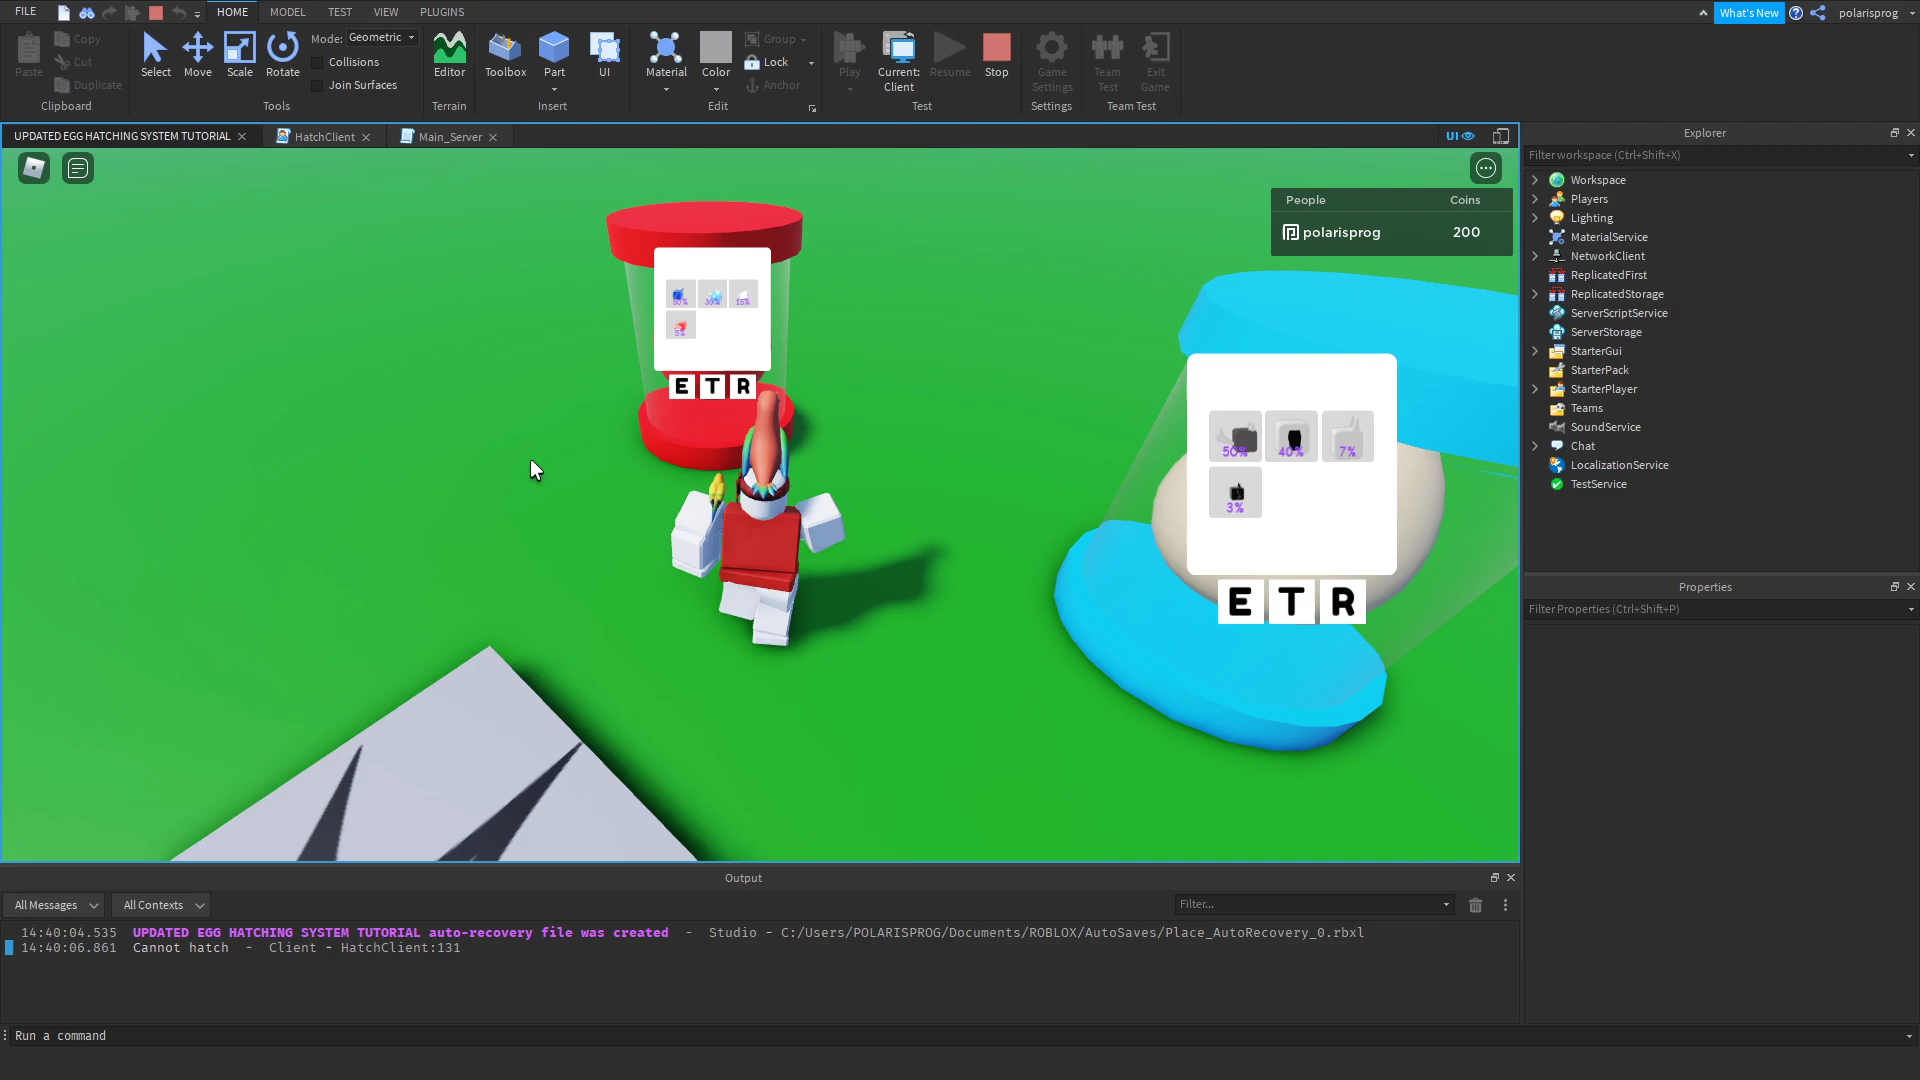 FILE
HOME
MODEL
TEST
VIEW
PLUGINS
What's New
polarisprog
Paste
Copy
Cut
Duplicate
Clipboard
Select
Move
Scale
Rotate
Mode: Geometric
Collisions
Join Surfaces
Tools
Editor
Terrain
Toolbox
Part
UI
Insert
Material
Color
Group
Lock
Anchor
Edit
Play
Current:
Client
Resume
Stop
Test
Game
Settings
Settings
Team
Test
Exit
Game
Team Test
UPDATED EGG HATCHING SYSTEM TUTORIAL
HatchClient
Main_Server
UI
People Coins
polarisprog 200
50% 30% 15%
5%
E T R
50% 40% 7%
3%
E T R
Explorer
Filter workspace (Ctrl+Shift+X)
Workspace
Players
Lighting
MaterialService
NetworkClient
ReplicatedFirst
ReplicatedStorage
ServerScriptService
ServerStorage
StarterGui
StarterPack
StarterPlayer
Teams
SoundService
Chat
LocalizationService
TestService
Properties
Filter Properties (Ctrl+Shift+P)
Output
All Messages
All Contexts
Filter...
14:40:04.535 UPDATED EGG HATCHING SYSTEM TUTORIAL auto-recovery file was created - Studio - C:/Users/POLARISPROG/Documents/ROBLOX/AutoSaves/Place_AutoRecovery_0.rbxl
14:40:06.861 Cannot hatch - Client - HatchClient:131
Run a command